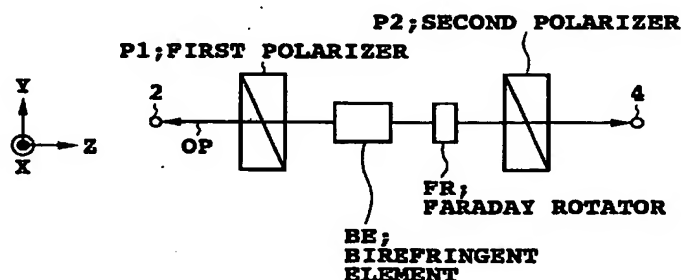 P2;SECOND POLARIZER
P1;FIRST POLARIZER
Y
2
4
Z
X
OP
FR;
FARADAY ROTATOR
BE;
BIREFRINGENT
ELEMENT